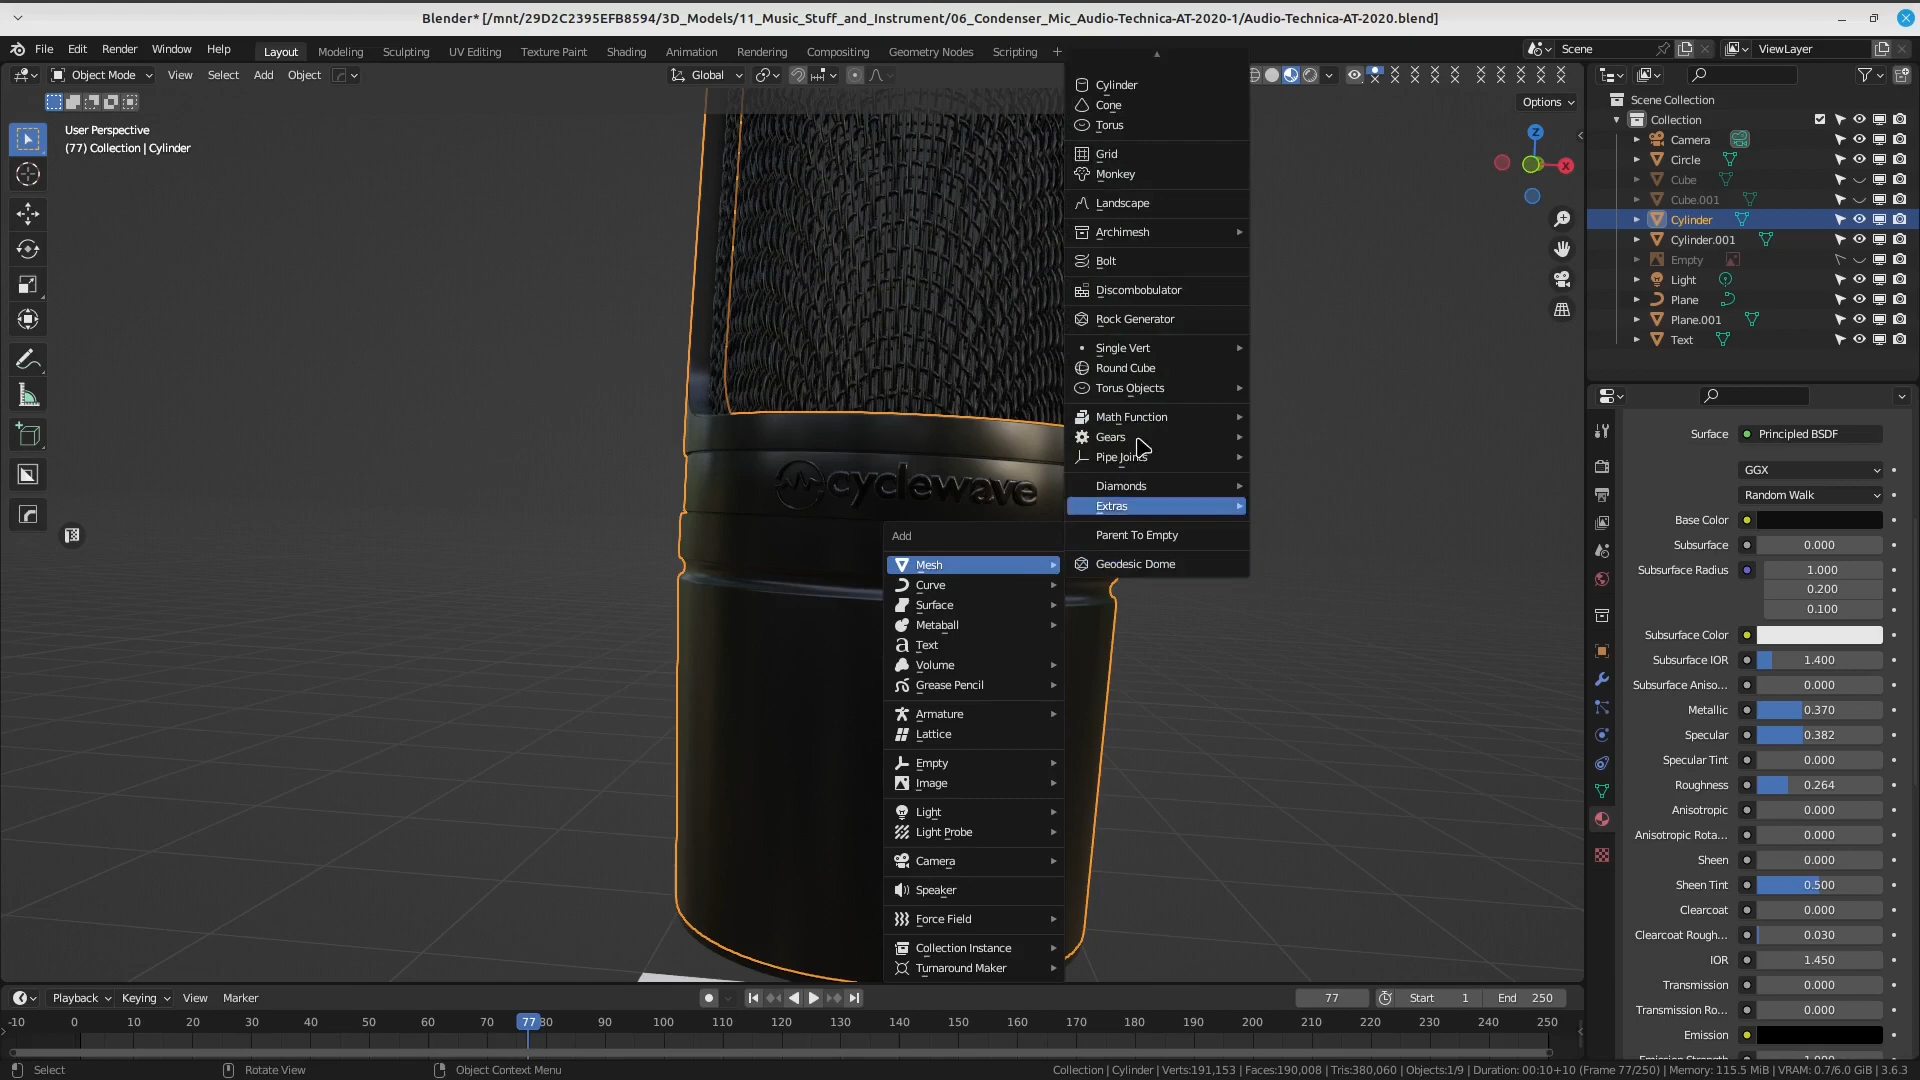 Blender* [/mnt/29D2C2395EFB8594/3D_Models/11_Music_Stuff_and_Instrument/06_Condenser_Mic_Audio-Technica-AT-2020-1/Audio-Technica-AT-2020.blend]
File Edit Render Window Help Layout Modeling Sculpting UV Editing Texture Paint Shading Animation Rendering Compositing Geometry Nodes Scripting + Scene ViewLayer
Object Mode View Select Add Object Global
Options
User Perspective
(77) Collection | Cylinder
Z
X
cyclewave
Cylinder
Cone
Torus
Grid
Monkey
Landscape
Archimesh
Bolt
Discombobulator
Rock Generator
Single Vert
Round Cube
Torus Objects
Math Function
Gears
Pipe Joints
Diamonds
Extras
Parent To Empty
Geodesic Dome
Add
Mesh
Curve
Surface
Metaball
Text
Volume
Grease Pencil
Armature
Lattice
Empty
Image
Light
Light Probe
Camera
Speaker
Force Field
Collection Instance
Turnaround Maker
Scene Collection
Collection
Camera
Circle
Cube
Cube.001
Cylinder
Cylinder.001
Empty
Light
Plane
Plane.001
Text
Surface Principled BSDF
GGX
Random Walk
Base Color
Subsurface 0.000
Subsurface Radius 1.000
0.200
0.100
Subsurface Color
Subsurface IOR 1.400
Subsurface Aniso... 0.000
Metallic 0.370
Specular 0.382
Specular Tint 0.000
Roughness 0.264
Anisotropic 0.000
Anisotropic Rota... 0.000
Sheen 0.000
Sheen Tint 0.500
Clearcoat 0.000
Clearcoat Rough... 0.030
IOR 1.450
Transmission 0.000
Transmission Ro... 0.000
Emission
Playback Keying View Marker 77 Start 1 End 250
-10 0 10 20 30 40 50 60 70 77 80 90 100 110 120 130 140 150 160 170 180 190 200 210 220 230 240 250
Select Rotate View Object Context Menu Collection | Cylinder | Verts:191,153 | Faces:190,008 | Tris:380,060 | Objects:1/9 | Duration: 00:10+10 (Frame 77/250) | Memory: 115.5 MiB | VRAM: 0.7/6.0 GiB | 3.6.3